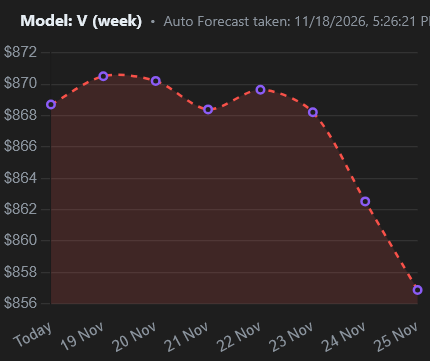 Model: V (week) • Auto Forecast taken: 11/18/2026, 5:26:21 P
$872
$870
$868
$866
$864
$862
$860
$858
$856
Today
19 Nov
20 Nov
21 Nov
22 Nov
23 Nov
24 Nov
25 Nov